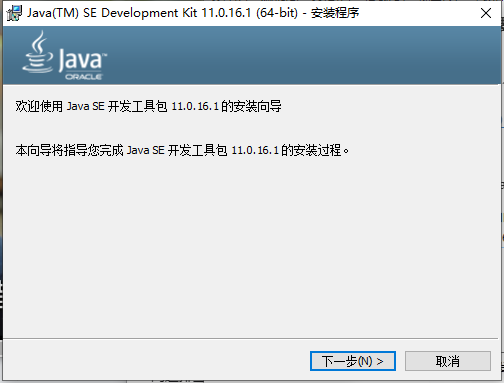 Java(TM) SE Development Kit 11.0.16.1 (64-bit) - 安装程序
Java
ORACLE
欢迎使用 Java SE 开发工具包 11.0.16.1 的安装向导
本向导将指导您完成 Java SE 开发工具包 11.0.16.1 的安装过程。
下一步(N) >
取消